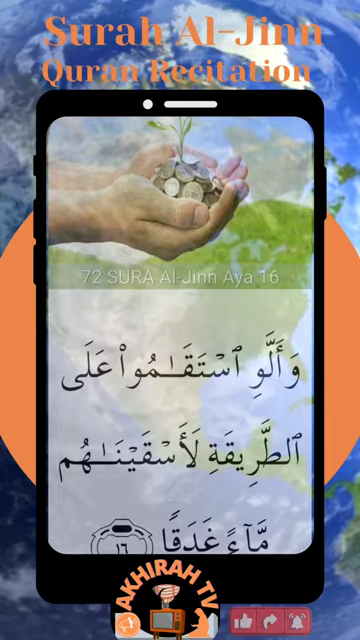 Surah Al-Jinn
Quran Recitation
72 SURA Al-Jinn Aya 16
وَأَلَّوِ ٱسْتَقَـٰمُوا۟ عَلَى
ٱلطَّرِيقَةِ لَأَسْقَيْنَـٰهُم
مَّآءً غَدَقًا ١٦
AKHIRAH TV